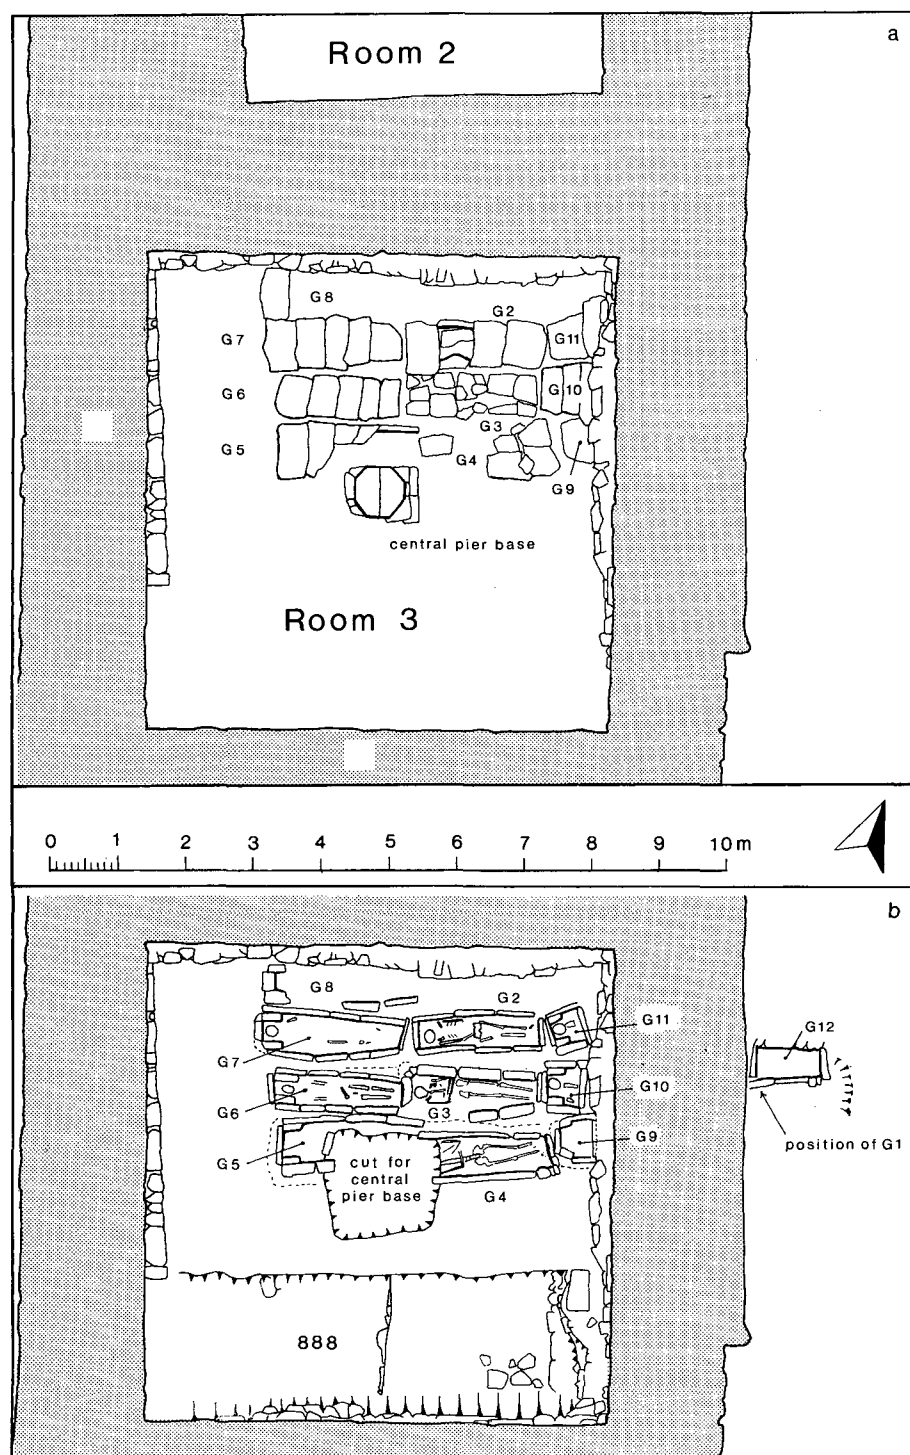 a
Room 2
G8
G2
G7
G11
G6
G10
G3
G5
G4
G9
central pier base
Room 3
0 1 2 3 4 5 6 7 8 9 10m
b
G8
G2
G11
G12
G7
G6
G3
G10
position of G1
G5
cut for
central
pier base
G9
G4
888